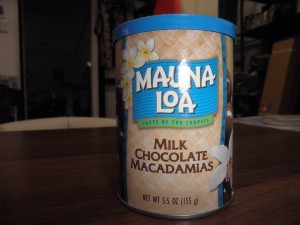 MAUNA
LOA
TASTE OF THE TROPICS
MILK
CHOCOLATE
MACADAMIAS
NET WT 5.5 OZ (155 g)